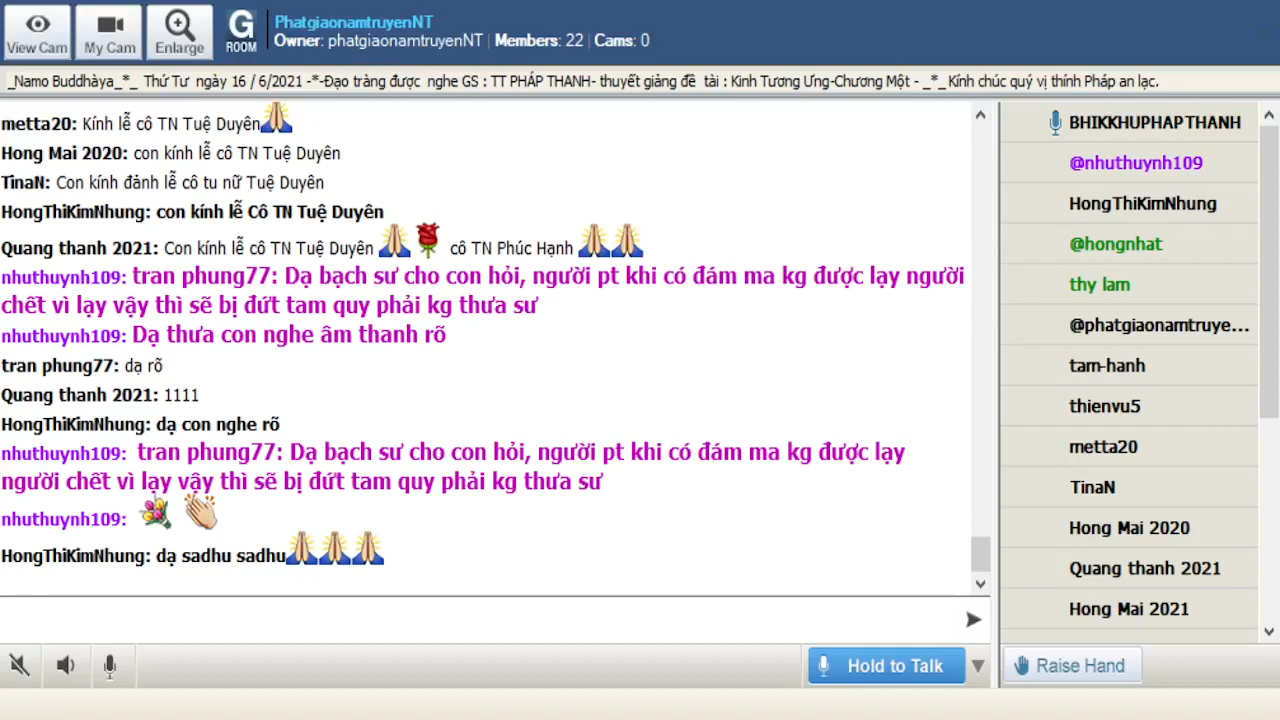 View Cam
My Cam
Enlarge
G
ROOM
PhatgiaonamtruyenNT
Owner: phatgiaonamtruyenNT | Members: 22 | Cams: 0
_Namo Buddhàya_*_ Thứ Tư ngày 16 / 6/2021 -*-Đạo tràng được nghe GS : TT PHÁP THANH- thuyết giảng đề tài : Kinh Tương Ưng-Chương Một - _*_ Kính chúc quý vị thính Pháp an lạc.
metta20: Kính lễ cô TN Tuệ Duyên
Hong Mai 2020: con kính lễ cô TN Tuệ Duyên
TinaN: Con kính đảnh lễ cô tu nữ Tuệ Duyên
HongThiKimNhung: con kính lễ Cô TN Tuệ Duyên
Quang thanh 2021: Con kính lễ cô TN Tuệ Duyên cô TN Phúc Hạnh
nhuthuynh109: tran phung77: Dạ bạch sư cho con hỏi, người pt khi có đám ma kg được lạy người
chết vì lạy vậy thì sẽ bị đứt tam quy phải kg thưa sư
nhuthuynh109: Dạ thưa con nghe âm thanh rõ
tran phung77: dạ rõ
Quang thanh 2021: 1111
HongThiKimNhung: dạ con nghe rõ
nhuthuynh109: tran phung77: Dạ bạch sư cho con hỏi, người pt khi có đám ma kg được lạy
người chết vì lạy vậy thì sẽ bị đứt tam quy phải kg thưa sư
nhuthuynh109:
HongThiKimNhung: dạ sadhu sadhu
BHIKKHUPHAPTHANH
@nhuthuynh109
HongThiKimNhung
@hongnhat
thy lam
@phatgiaonamtruye...
tam-hanh
thienvu5
metta20
TinaN
Hong Mai 2020
Quang thanh 2021
Hong Mai 2021
Hold to Talk
Raise Hand